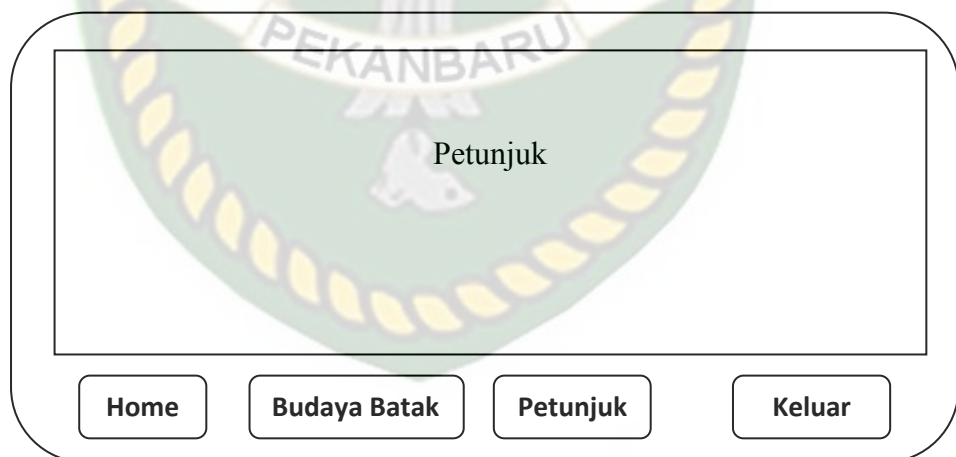 PEKANBARU
Petunjuk
Home
Budaya Batak
Petunjuk
Keluar